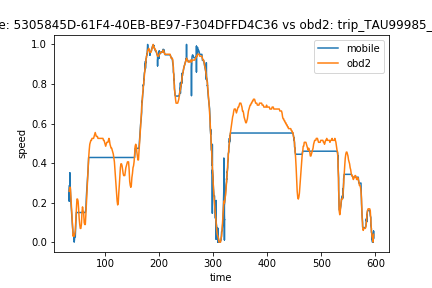 e: 5305845D-61F4-40EB-BE97-F304DFFD4C36 vs obd2: trip_TAU99985_
mobile
obd2
1.0
0.8
0.6
0.4
0.2
0.0
speed
100 200 300 400 500 600
time